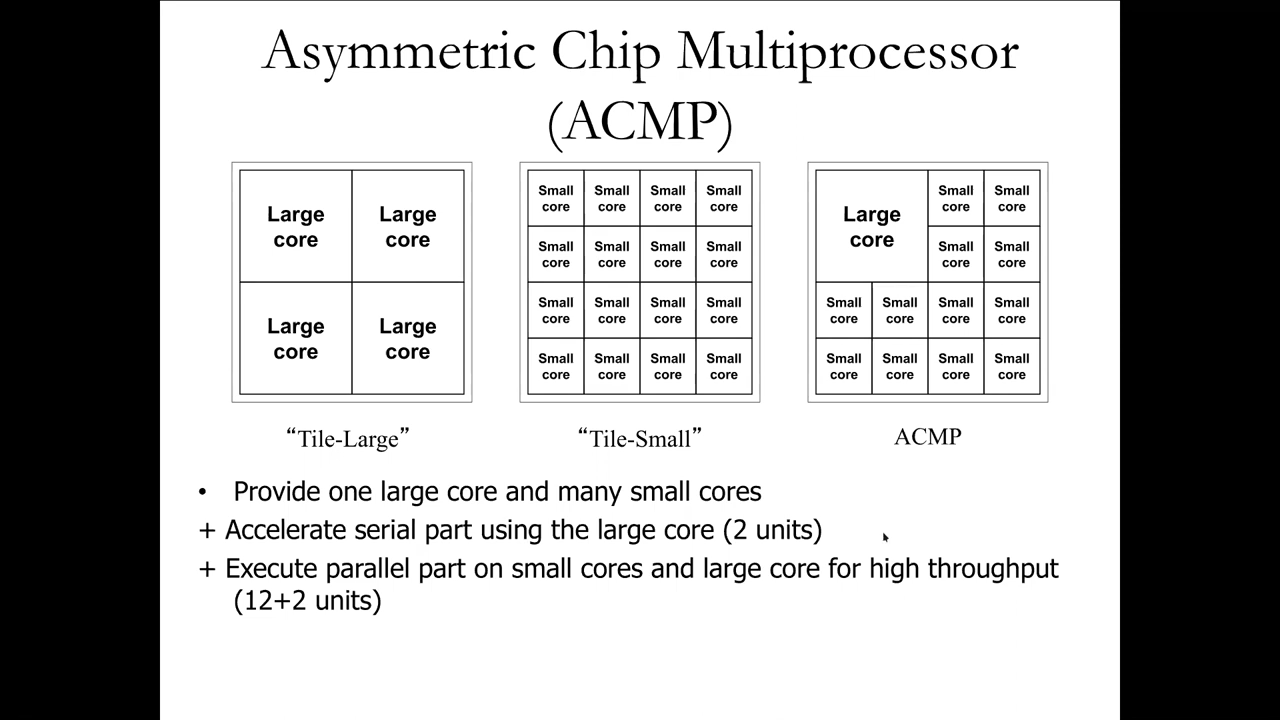 Asymmetric Chip Multiprocessor
(ACMP)
Large
core
Large
core
Large
core
Large
core
Small
core
Small
core
Small
core
Small
core
Small
core
Small
core
Small
core
Small
core
Small
core
Small
core
Small
core
Small
core
Small
core
Small
core
Small
core
Small
core
Large
core
Small
core
Small
core
Small
core
Small
core
Small
core
Small
core
Small
core
Small
core
Small
core
Small
core
Small
core
Small
core
“Tile-Large”
“Tile-Small”
ACMP
• Provide one large core and many small cores
+ Accelerate serial part using the large core (2 units)
+ Execute parallel part on small cores and large core for high throughput
(12+2 units)